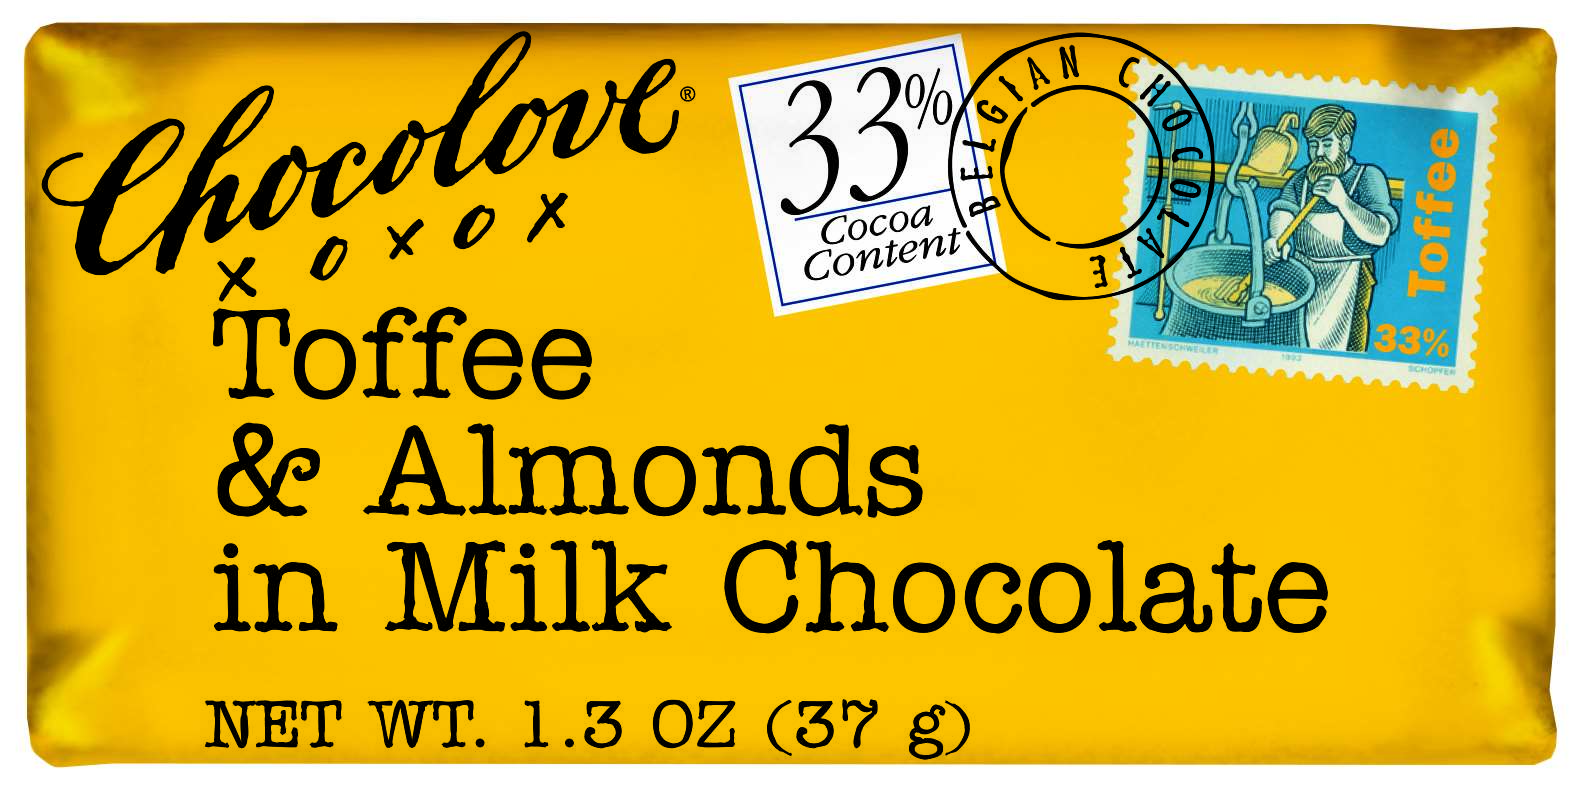 Chocolove®
x o x o x
33%
Cocoa
Content
BELGIAN CHOCOLATE
Toffee
33%
HAETTENSCHWEILER 1993 SCHOPFER
Toffee
& Almonds
in Milk Chocolate
NET WT. 1.3 OZ (37 g)